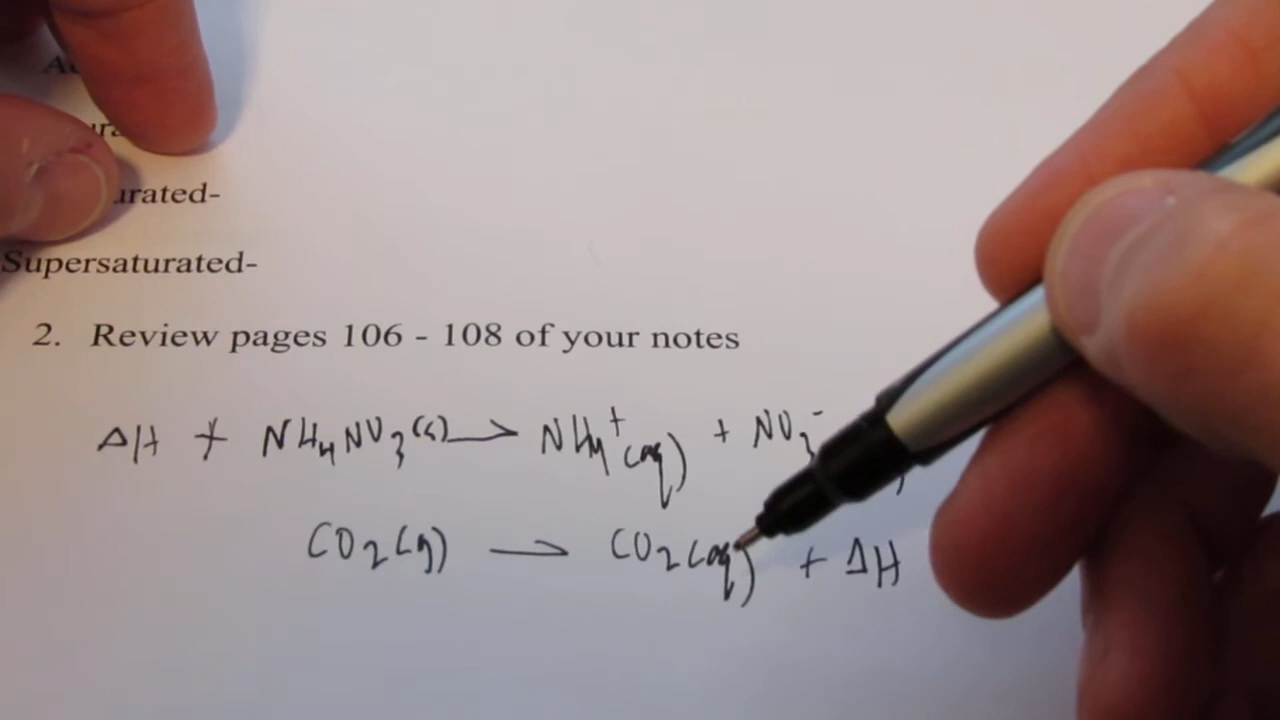 urated-
Supersaturated-
2. Review pages 106 - 108 of your notes
ΔH + NH₄NO₃(s) → NH₄⁺(aq) + NO₃⁻
CO₂(g) → CO₂(aq) + ΔH